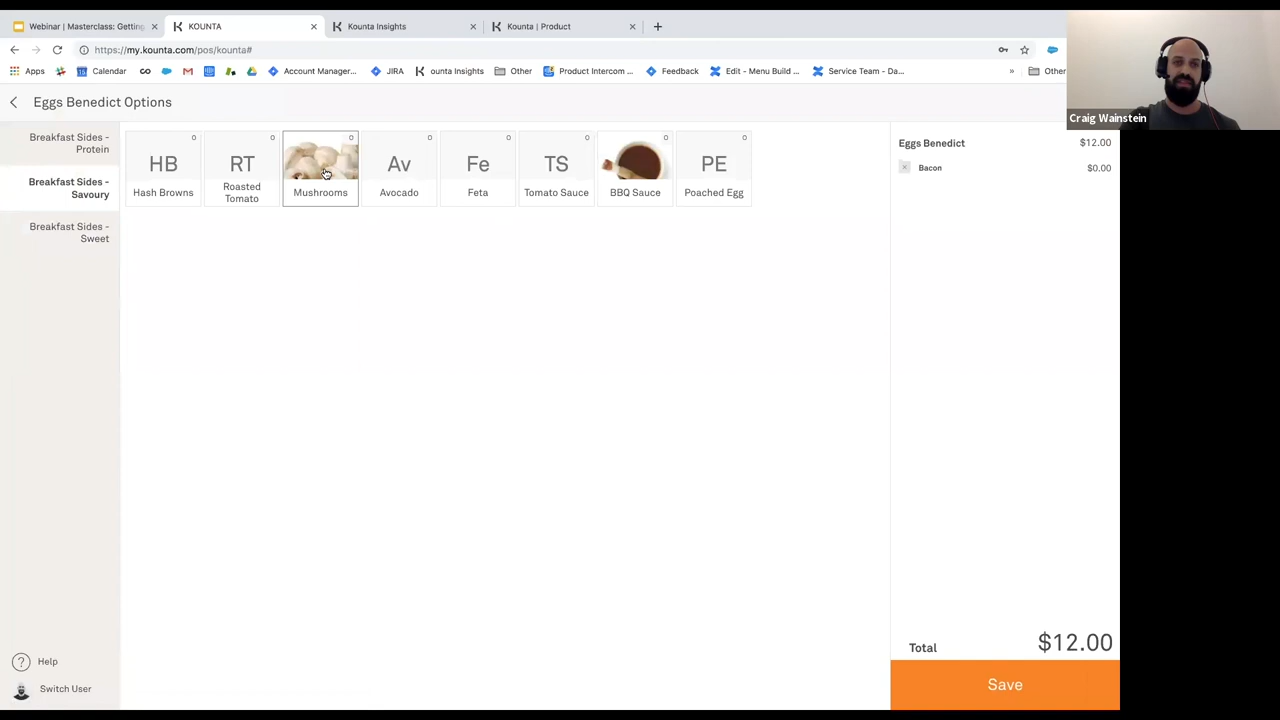 Webinar | Masterclass: Getting
KOUNTA
Kounta Insights
Kounta | Product
https://my.kounta.com/pos/kounta#
Apps
Calendar
Account Manager...
JIRA
ounta Insights
Other
Product Intercom ...
Feedback
Edit - Menu Build ...
Service Team - Da...
»
Other
Craig Wainstein
Eggs Benedict Options
Breakfast Sides -
Protein
Breakfast Sides -
Savoury
Breakfast Sides -
Sweet
0
HB
Hash Browns
0
RT
Roasted
Tomato
0
Mushrooms
0
Av
Avocado
0
Fe
Feta
0
TS
Tomato Sauce
0
BBQ Sauce
0
PE
Poached Egg
Eggs Benedict $12.00
Bacon $0.00
Total $12.00
Save
? Help
Switch User